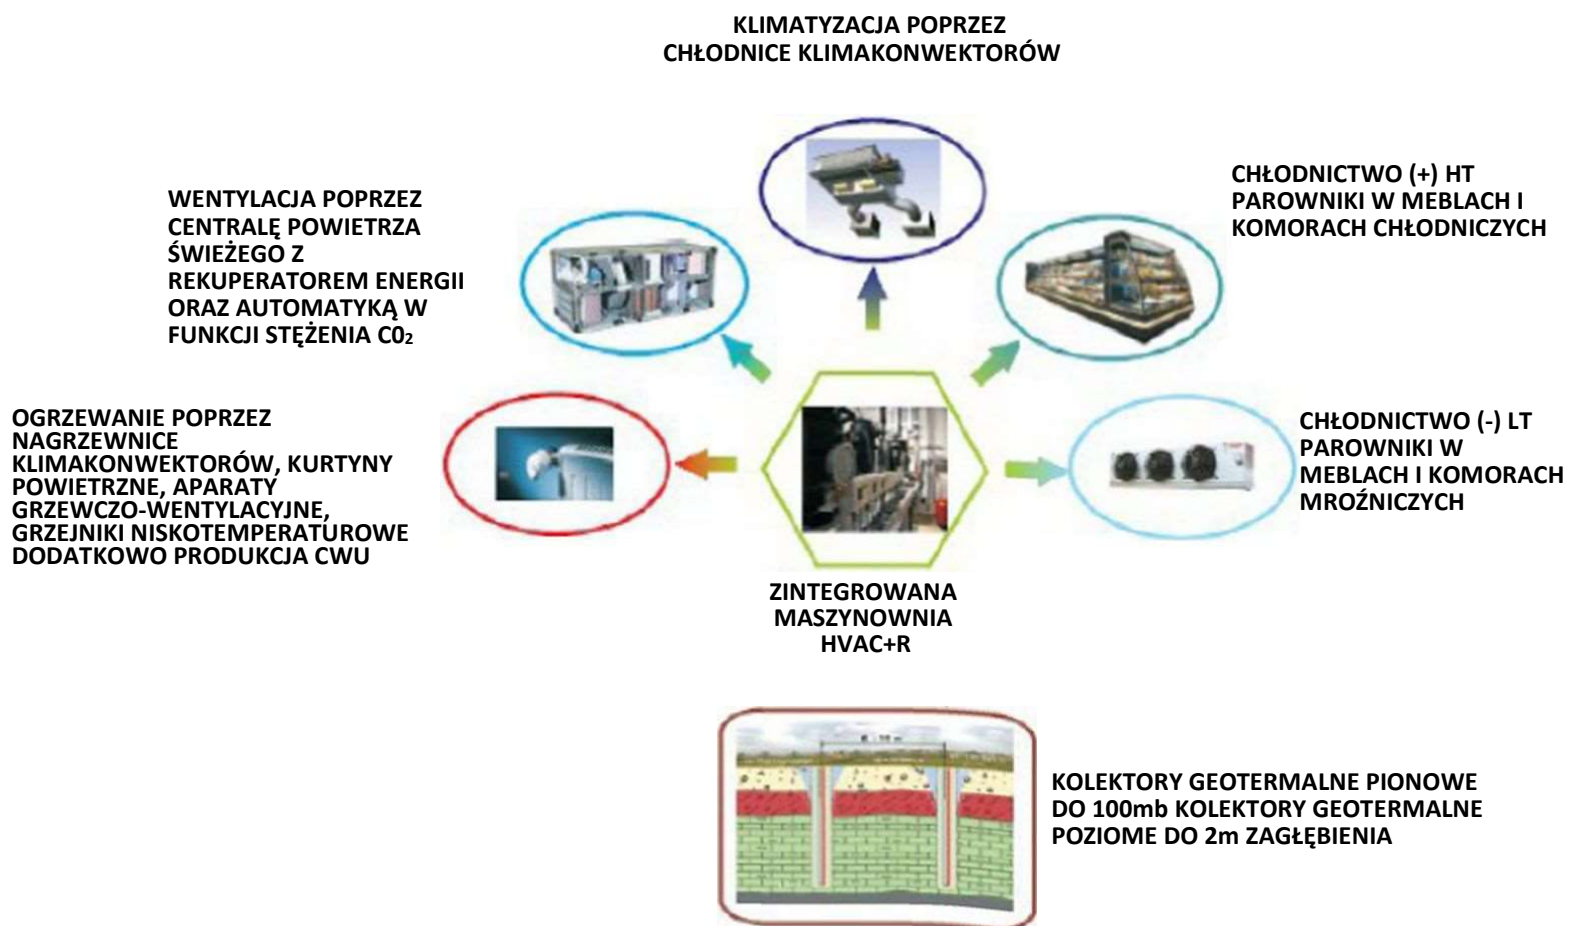 KLIMATYZACJA POPRZEZ
CHŁODNICE KLIMAKONWEKTORÓW
WENTYLACJA POPRZEZ
CENTRALĘ POWIETRZA
ŚWIEŻEGO Z
REKUPERATOREM ENERGII
ORAZ AUTOMATYKĄ W
FUNKCJI STĘŻENIA C0₂
CHŁODNICTWO (+) HT
PAROWNIKI W MEBLACH I
KOMORACH CHŁODNICZYCH
OGRZEWANIE POPRZEZ
NAGRZEWNICE
KLIMAKONWEKTORÓW, KURTYNY
POWIETRZNE, APARATY
GRZEWCZO-WENTYLACYJNE,
GRZEJNIKI NISKOTEMPERATUROWE
DODATKOWO PRODUKCJA CWU
CHŁODNICTWO (-) LT
PAROWNIKI W
MEBLACH I KOMORACH
MROŹNICZYCH
ZINTEGROWANA
MASZYNOWNIA
HVAC+R
KOLEKTORY GEOTERMALNE PIONOWE
DO 100mb KOLEKTORY GEOTERMALNE
POZIOME DO 2m ZAGŁĘBIENIA